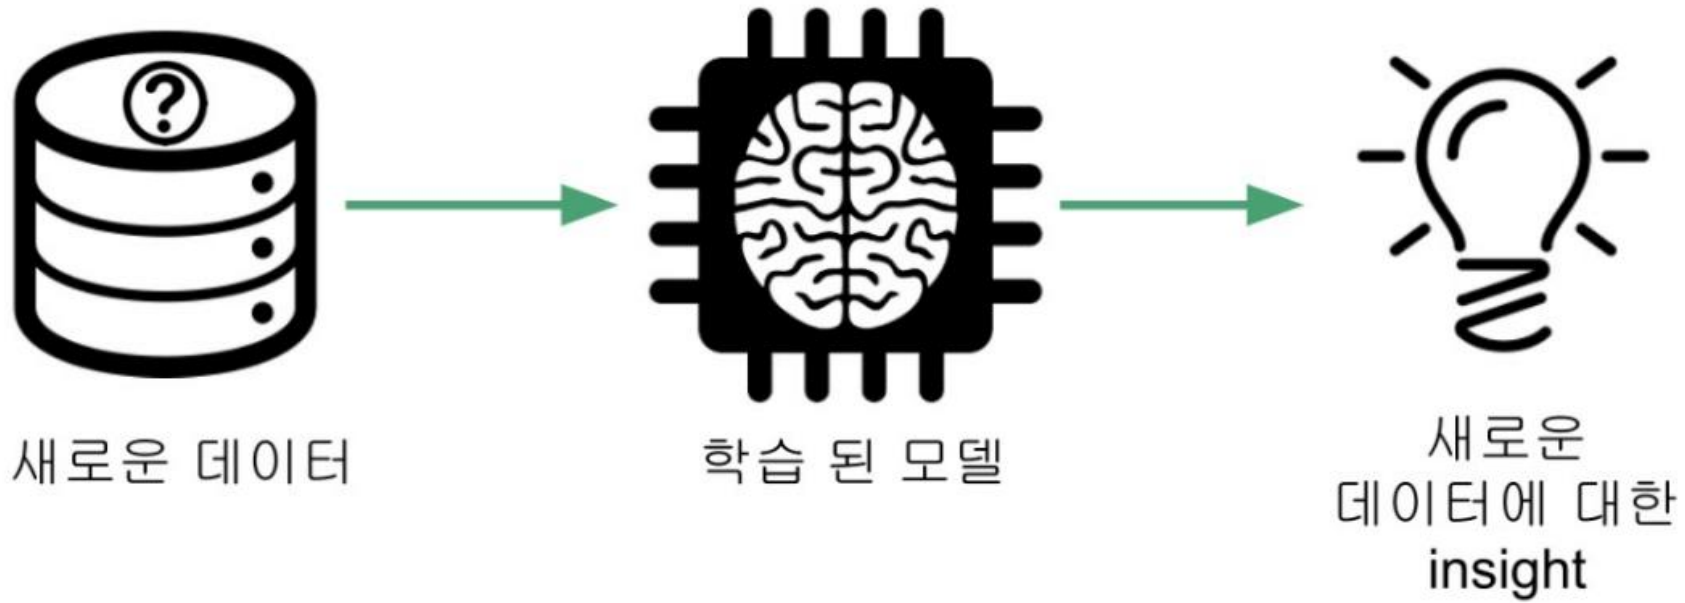 ?
새로운 데이터
학습 된 모델
새로운
데이터에 대한
insight